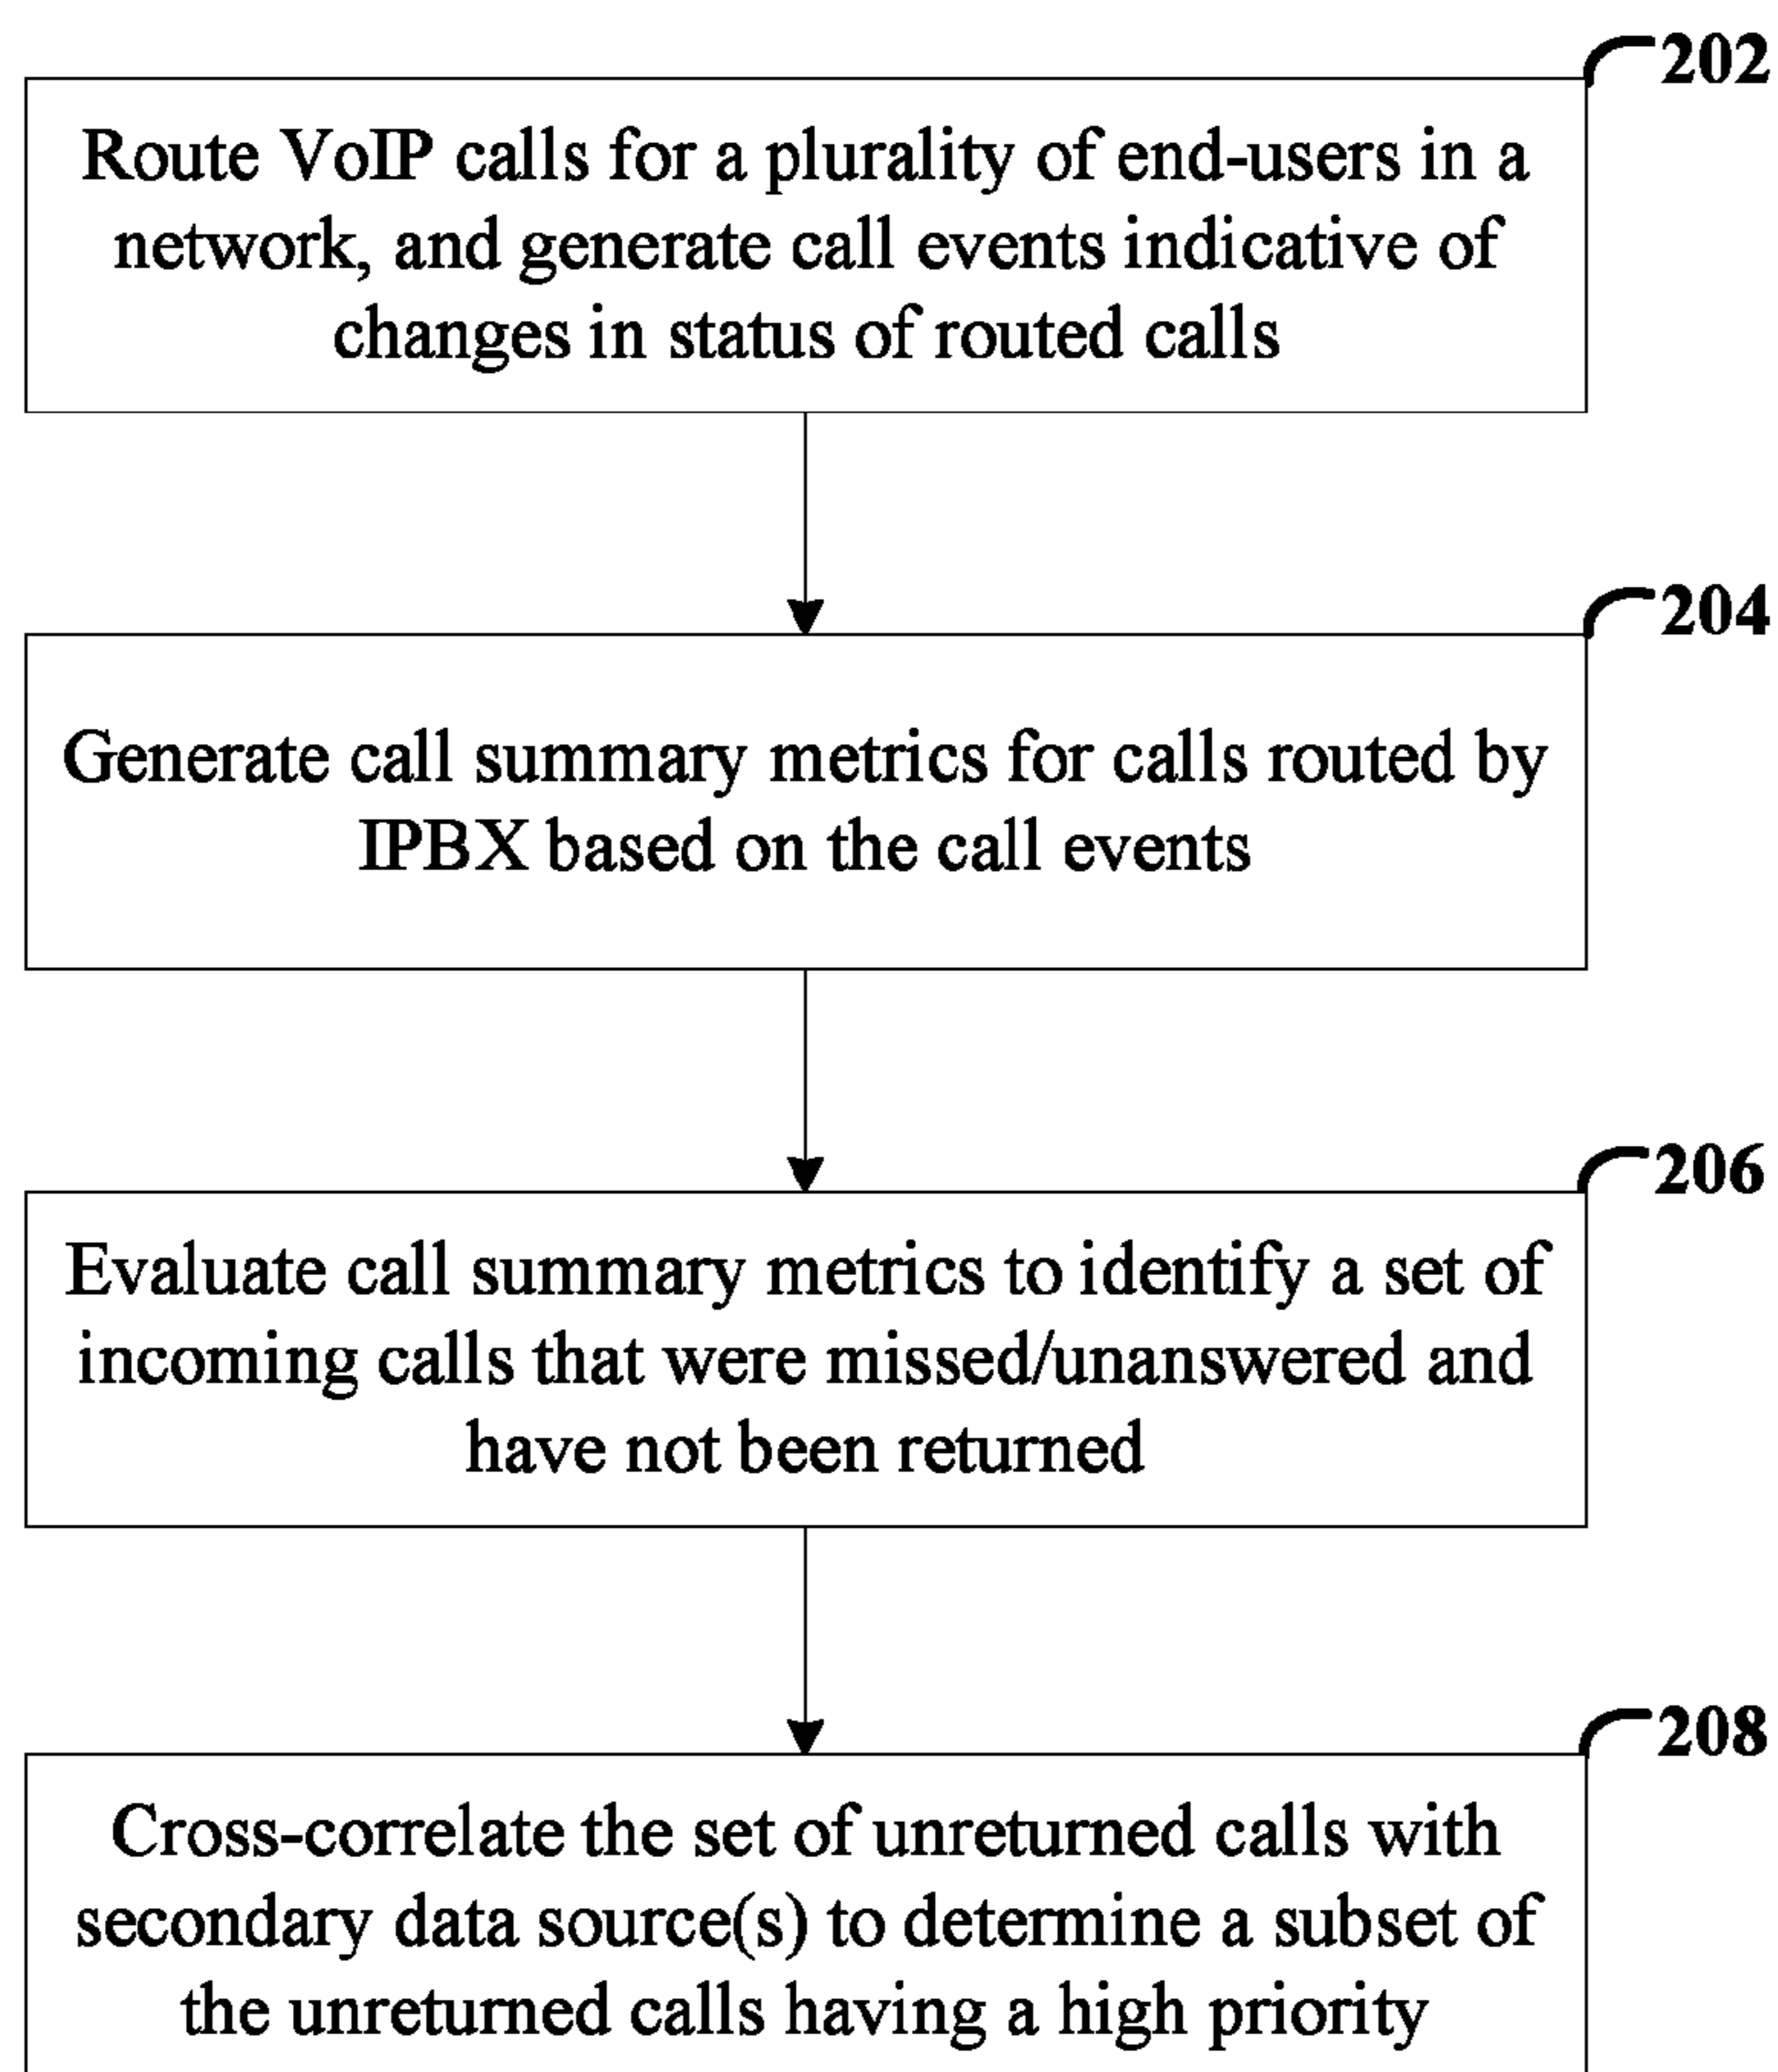 202
Route VoIP calls for a plurality of end-users in a
network, and generate call events indicative of
changes in status of routed calls
204
Generate call summary metrics for calls routed by
IPBX based on the call events
206
Evaluate call summary metrics to identify a set of
incoming calls that were missed/unanswered and
have not been returned
208
Cross-correlate the set of unreturned calls with
secondary data source(s) to determine a subset of
the unreturned calls having a high priority